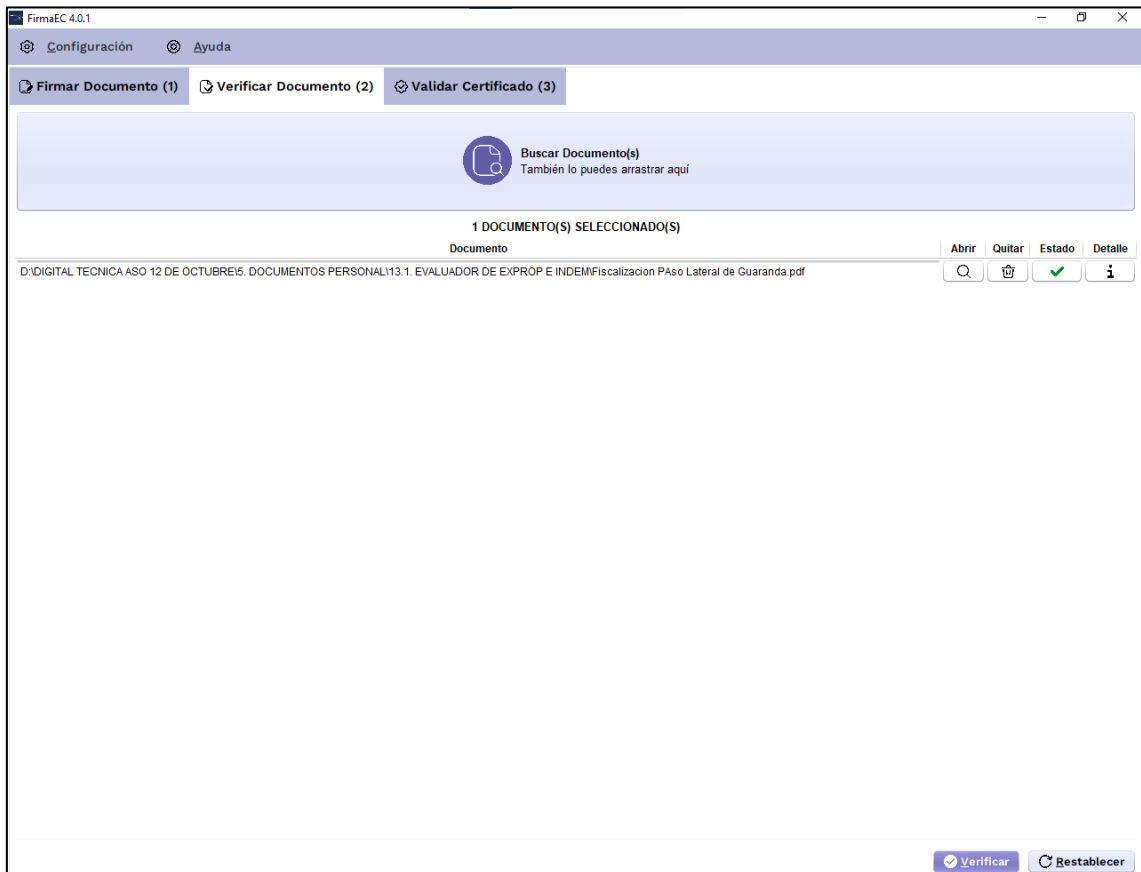 FirmaEC 4.0.1
Configuración Ayuda
Firmar Documento (1) Verificar Documento (2) Validar Certificado (3)
Buscar Documento(s)
También lo puedes arrastrar aquí
1 DOCUMENTO(S) SELECCIONADO(S)
Documento Abrir Quitar Estado Detalle
D:\DIGITAL TECNICA ASO 12 DE OCTUBRE\5. DOCUMENTOS PERSONAL\13.1. EVALUADOR DE EXPROP E INDEM\Fiscalizacion PAso Lateral de Guaranda.pdf
Verificar Restablecer